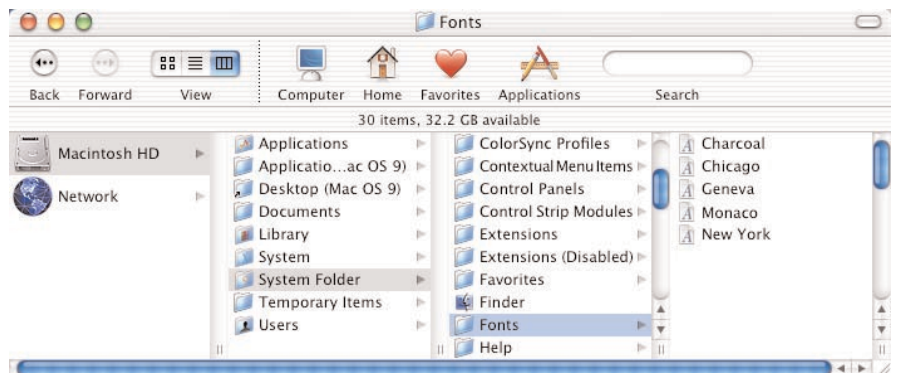 Fonts
Back Forward View Computer Home Favorites Applications Search
30 items, 32.2 GB available
Macintosh HD
Network
Applications
Applicatio...ac OS 9)
Desktop (Mac OS 9)
Documents
Library
System
System Folder
Temporary Items
Users
ColorSync Profiles
Contextual Menu Items
Control Panels
Control Strip Modules
Extensions
Extensions (Disabled)
Favorites
Finder
Fonts
Help
Charcoal
Chicago
Geneva
Monaco
New York